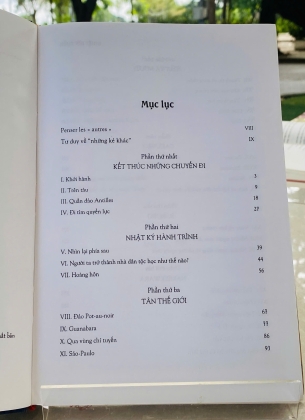 Mục lục
Penser les « autres » VII
Tư duy về "những kẻ khác" IX
Phần thứ nhất
KẾT THÚC NHỮNG CHUYẾN ĐI
I. Khởi hành 3
II. Trên tàu 9
III. Quần đảo Antilles 18
IV. Đi tìm quyền lực 27
Phần thứ hai
NHẬT KÝ HÀNH TRÌNH
V. Nhìn lại phía sau 39
VI. Người ta trở thành nhà dân tộc học như thế nào? 44
VII. Hoàng hôn 56
Phần thứ ba
TÂN THẾ GIỚI
VIII. Đảo Pot-au-noir 63
IX. Guanabara 73
X. Qua vùng chí tuyến 86
XI. São-Paulo 93